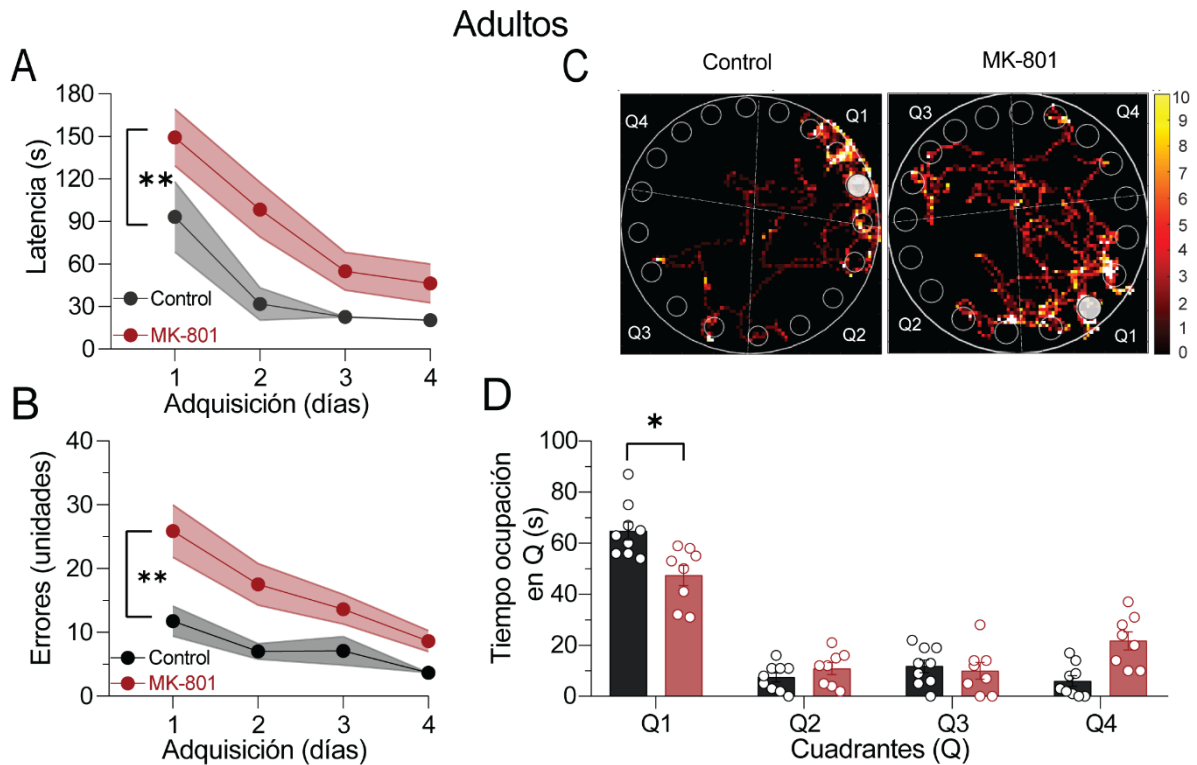 Adultos
A
Latencia (s)
180
150
120
90
60
30
0
**
Control
MK-801
1 2 3 4
Adquisición (días)
B
Errores (unidades)
40
30
20
10
0
**
Control
MK-801
1 2 3 4
Adquisición (días)
C
Control
MK-801
Q4 Q1
Q3 Q2
Q3 Q4
Q2 Q1
10
9
8
7
6
5
4
3
2
1
0
D
Tiempo ocupación
en Q (s)
100
80
60
40
20
0
*
Q1 Q2 Q3 Q4
Cuadrantes (Q)